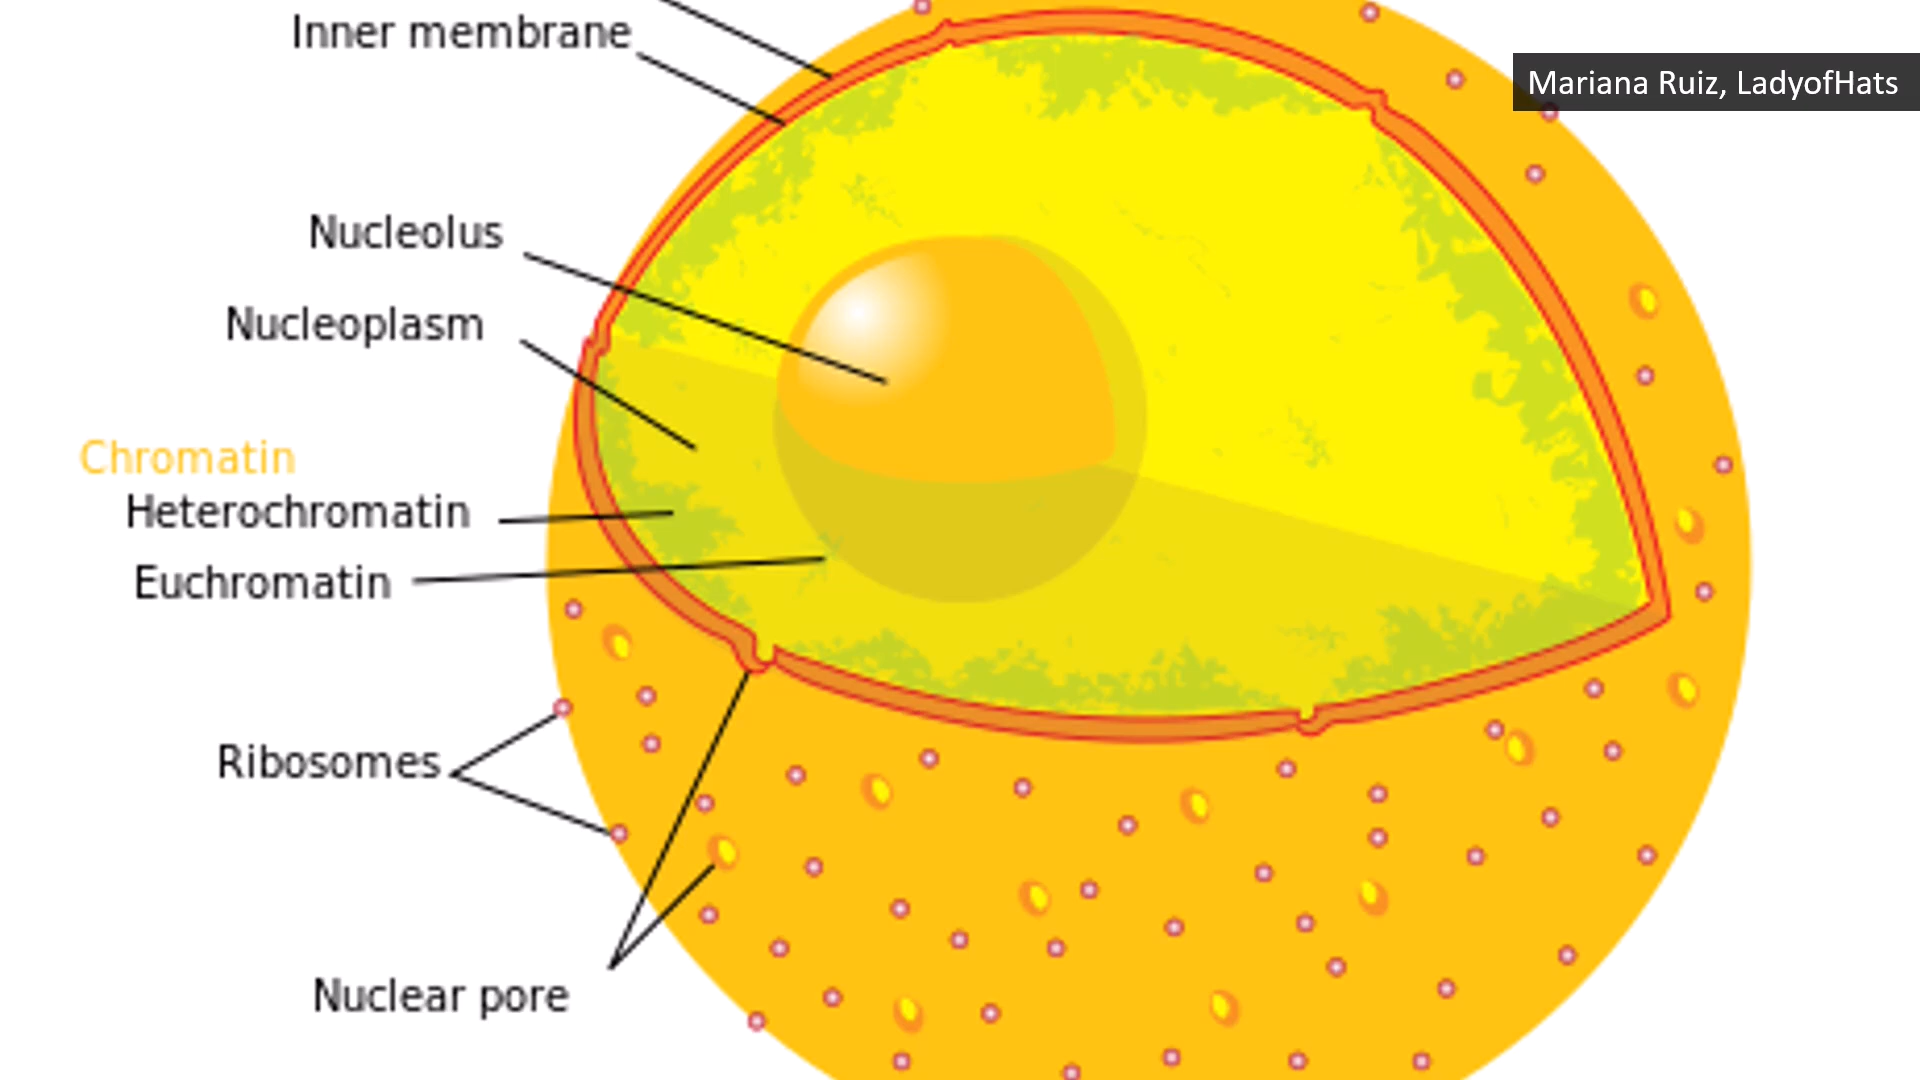 Inner membrane
Mariana Ruiz, LadyofHats
Nucleolus
Nucleoplasm
Chromatin
Heterochromatin
Euchromatin
Ribosomes
Nuclear pore